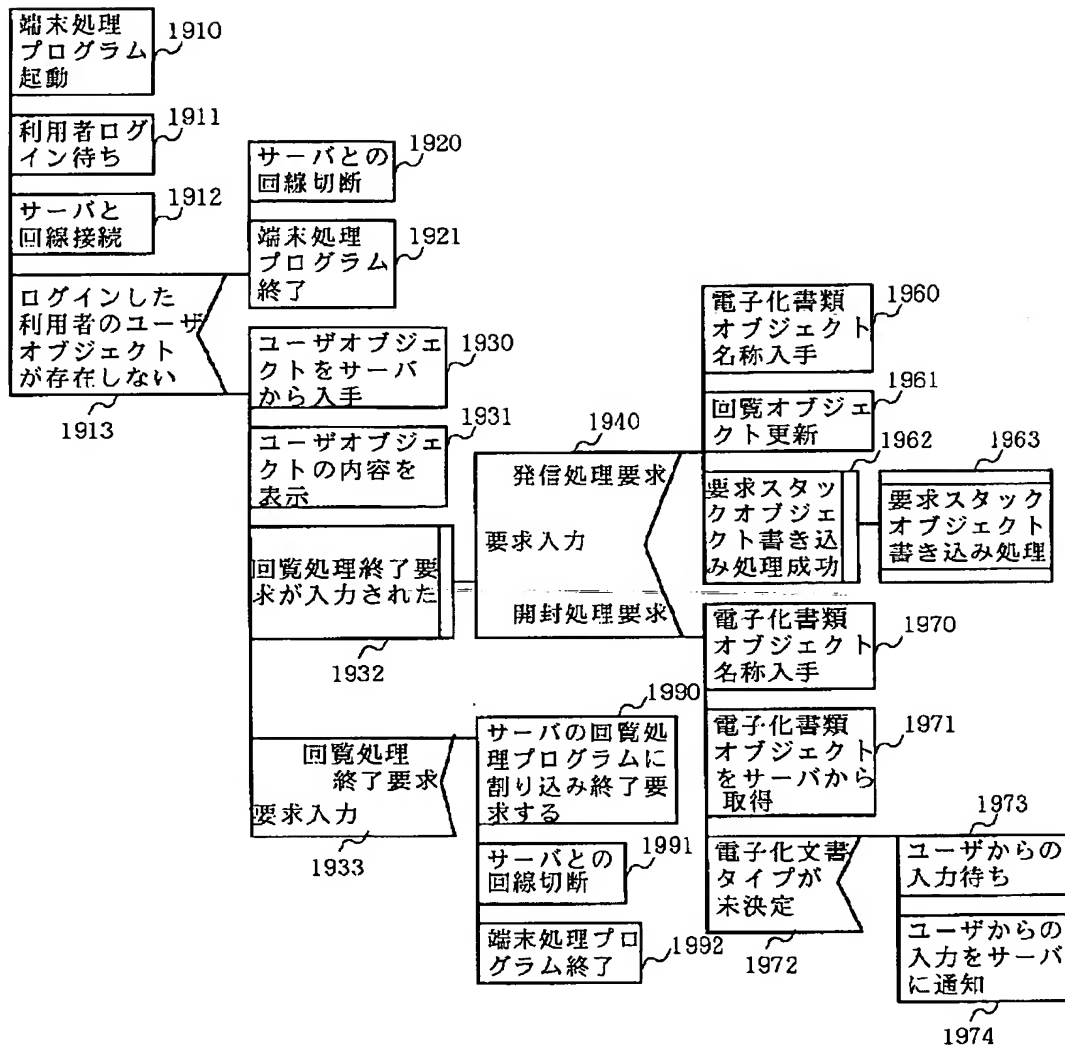 端末処理
プログラム
起動
1910
利用者ログ
イン待ち
1911
サーバと
回線接続
1912
ログインした
利用者のユーザ
オブジェクト
が存在しない
1913
サーバとの
回線切断
1920
端末処理
プログラム
終了
1921
ユーザオブジェ
クトをサーバ
から入手
1930
ユーザオブジェ
クトの内容を
表示
1931
回覧処理終了要
求が入力された
1932
回覧処理
終了要求
要求入力
1933
1940
発信処理要求
要求入力
開封処理要求
電子化書類
オブジェクト
名称入手
1960
回覧オブジェ
クト更新
1961
要求スタッ
クオブジェ
クト書き込
み処理成功
1962
要求スタック
オブジェクト
書き込み処理
1963
電子化書類
オブジェクト
名称入手
1970
電子化書類
オブジェクト
をサーバから
取得
1971
電子化文書
タイプが
未決定
1972
ユーザからの
入力待ち
1973
ユーザからの
入力をサーバ
に通知
1974
サーバの回覧処
理プログラムに
割り込み終了要
求する
1990
サーバとの
回線切断
1991
端末処理プロ
グラム終了
1992